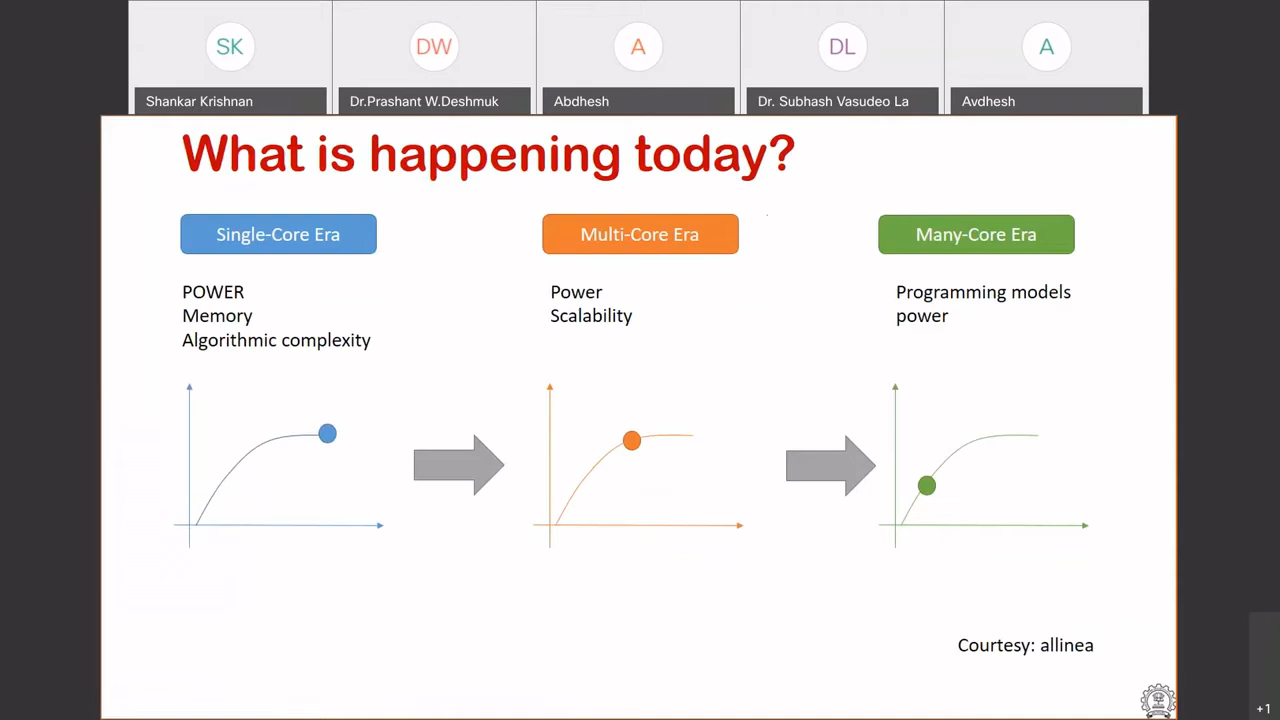 SK
DW
A
DL
A
Shankar Krishnan
Dr.Prashant W.Deshmuk
Abdhesh
Dr. Subhash Vasudeo La
Avdhesh
What is happening today?
Single-Core Era
Multi-Core Era
Many-Core Era
POWER
Memory
Algorithmic complexity
Power
Scalability
Programming models
power
Courtesy: allinea
+1